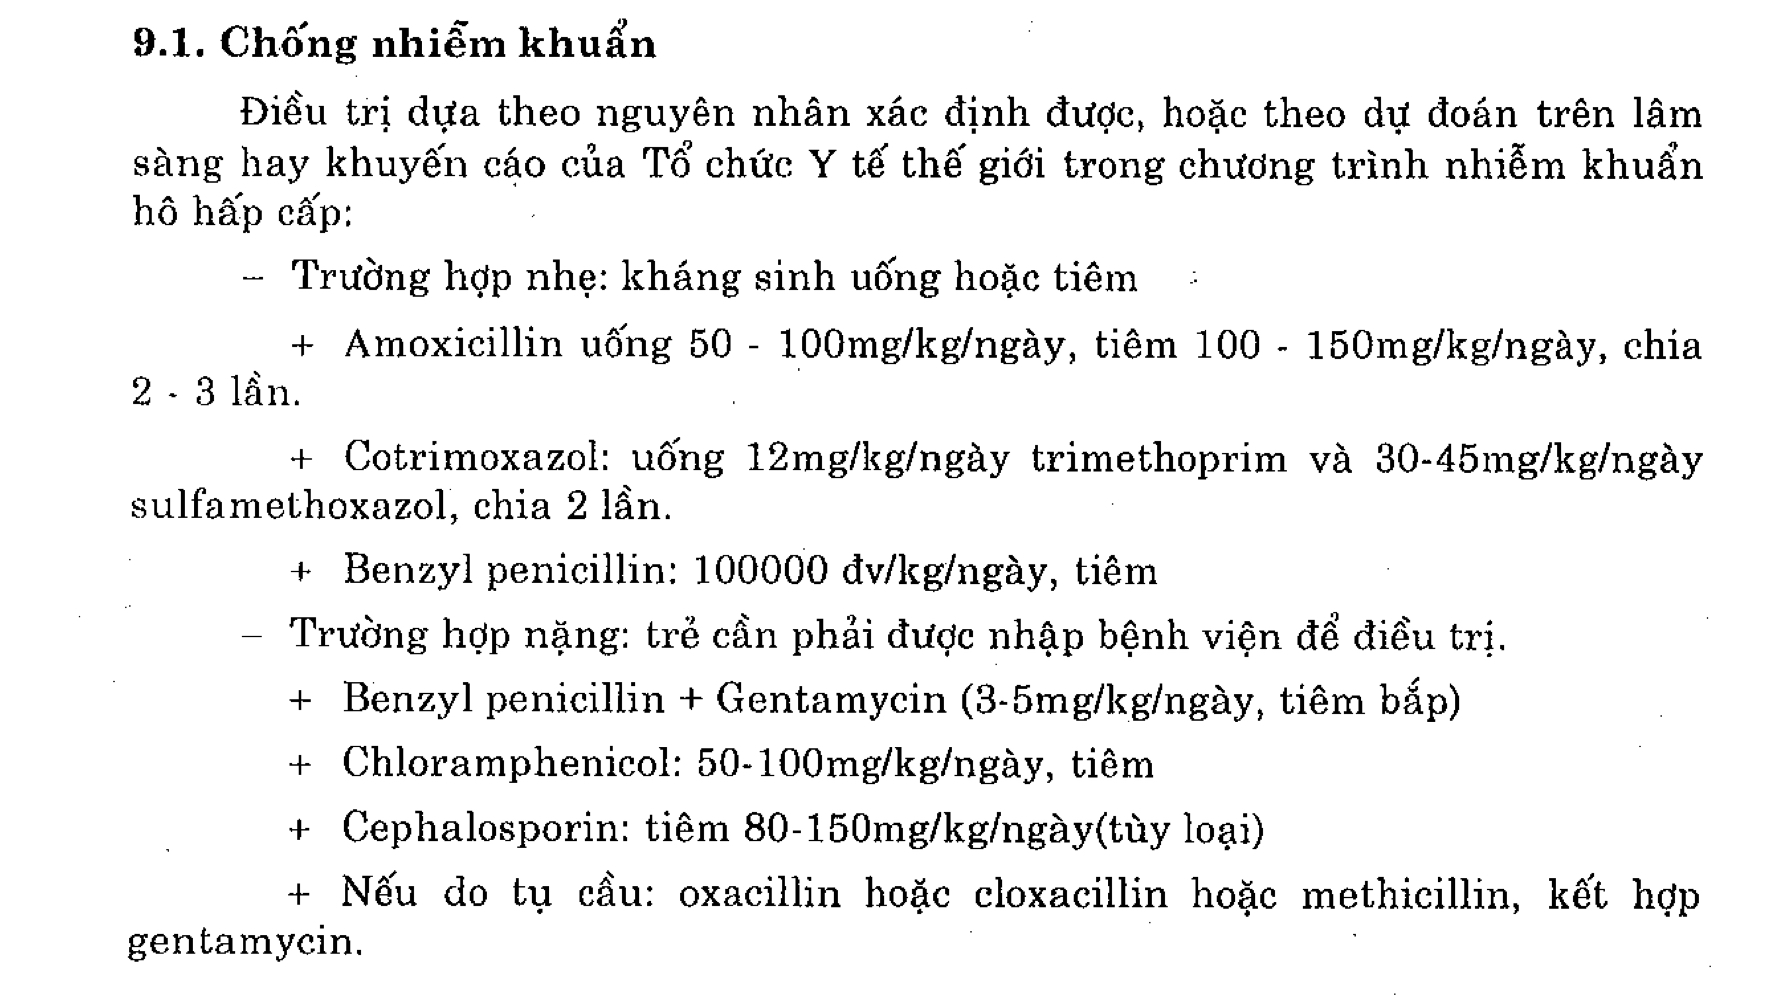 9.1. Chống nhiễm khuẩn
Điều trị dựa theo nguyên nhân xác định được, hoặc theo dự đoán trên lâm
sàng hay khuyến cáo của Tổ chức Y tế thế giới trong chương trình nhiễm khuẩn
hô hấp cấp:
– Trường hợp nhẹ: kháng sinh uống hoặc tiêm
+ Amoxicillin uống 50 - 100mg/kg/ngày, tiêm 100 - 150mg/kg/ngày, chia
2 - 3 lần.
+ Cotrimoxazol: uống 12mg/kg/ngày trimethoprim và 30-45mg/kg/ngày
sulfamethoxazol, chia 2 lần.
+ Benzyl penicillin: 100000 đv/kg/ngày, tiêm
– Trường hợp nặng: trẻ cần phải được nhập bệnh viện để điều trị.
+ Benzyl penicillin + Gentamycin (3-5mg/kg/ngày, tiêm bắp)
+ Chloramphenicol: 50-100mg/kg/ngày, tiêm
+ Cephalosporin: tiêm 80-150mg/kg/ngày(tùy loại)
+ Nếu do tụ cầu: oxacillin hoặc cloxacillin hoặc methicillin, kết hợp
gentamycin.